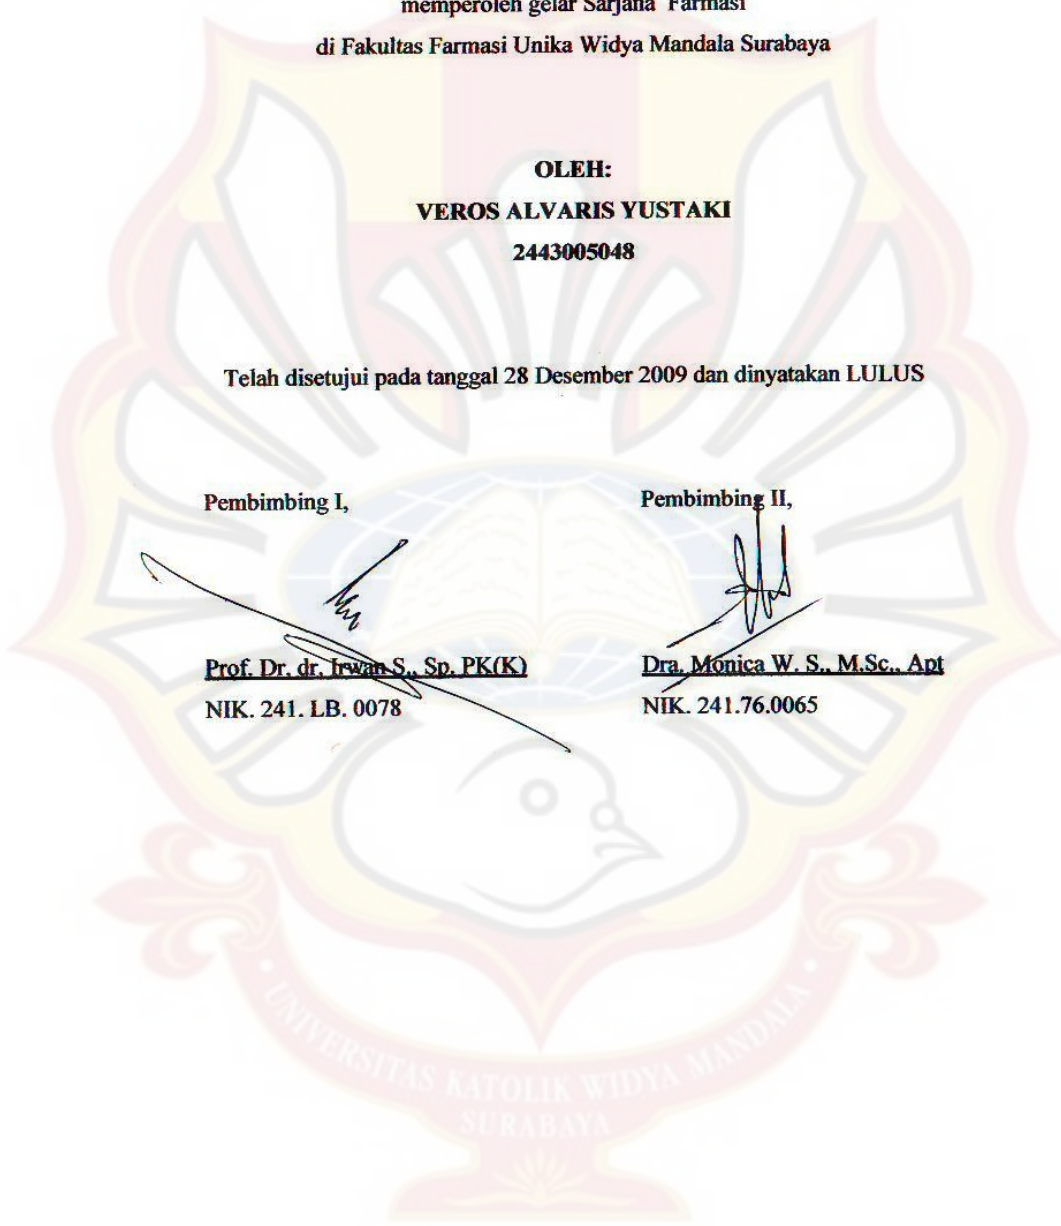 memperoleh gelar Sarjana Farmasi
di Fakultas Farmasi Unika Widya Mandala Surabaya
OLEH:
VEROS ALVARIS YUSTAKI
2443005048
Telah disetujui pada tanggal 28 Desember 2009 dan dinyatakan LULUS
Pembimbing I,
Pembimbing II,
Prof. Dr. dr. Irwan S., Sp. PK(K)
Dra. Monica W. S., M.Sc., Apt
NIK. 241. LB. 0078
NIK. 241.76.0065
UNIVERSITAS KATOLIK WIDYA MANDALA
SURABAYA